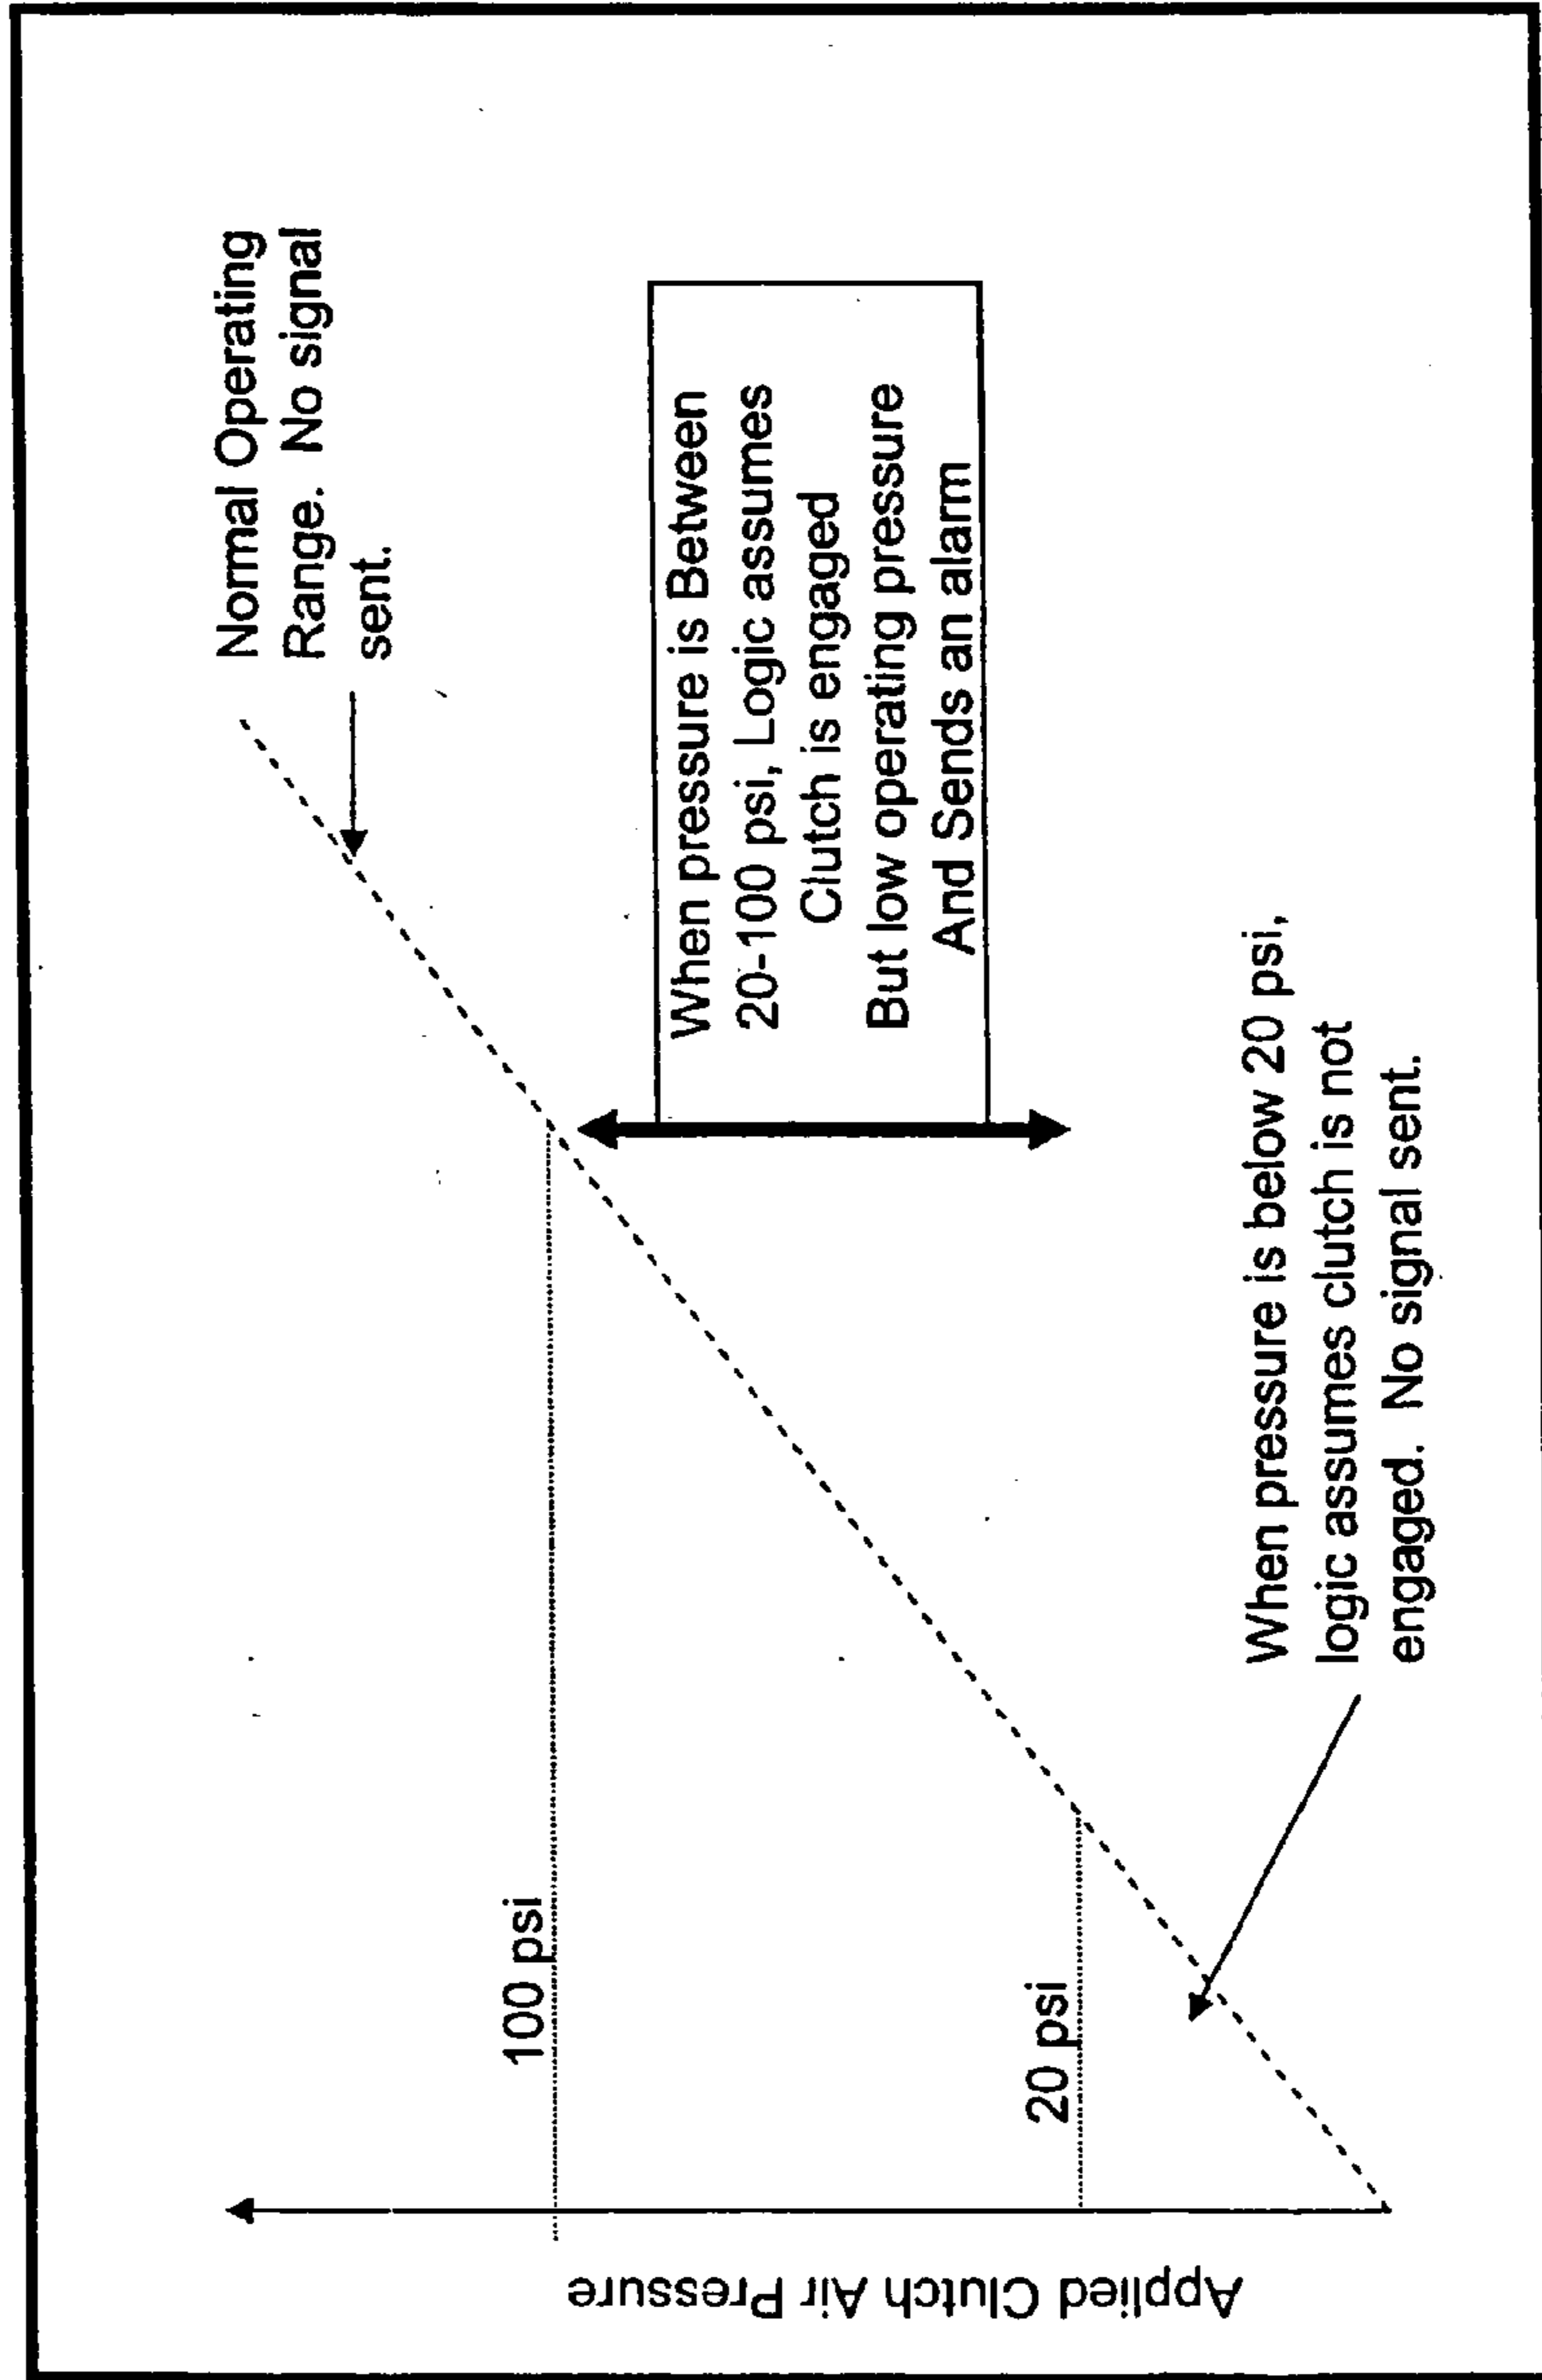 Normal Operating
Range. No signal
sent.
100 psi
When pressure is Between
20-100 psi, Logic assumes
Clutch is engaged
But low operating pressure
And Sends an alarm
20 psi
When pressure is below 20 psi,
logic assumes clutch is not
engaged. No signal sent.
Applied Clutch Air Pressure